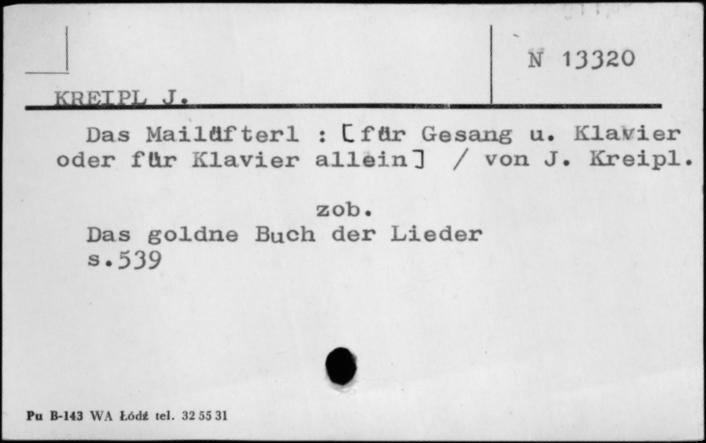 N 13320
KREIPL J.
Das Mailüfterl : [für Gesang u. Klavier
oder für Klavier allein] / von J. Kreipl.
zob.
Das goldne Buch der Lieder
s.539
Pu B-143 WA Łódź tel. 32 55 31